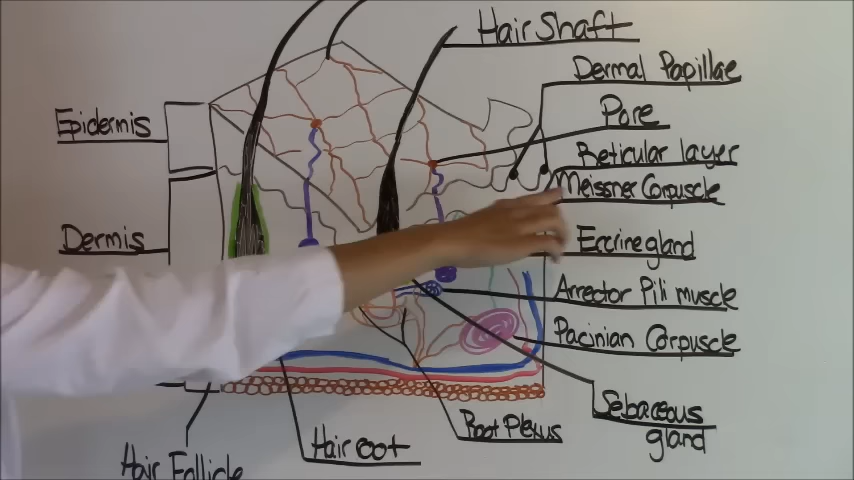 Hair Shaft
Dermal Papillae
Pore
Reticular layer
Meissner Corpuscle
Eccrine gland
Arrector Pili muscle
Pacinian Corpuscle
Sebaceous
gland
Root Plexus
Hair root
Hair Follicle
Epidermis
Dermis